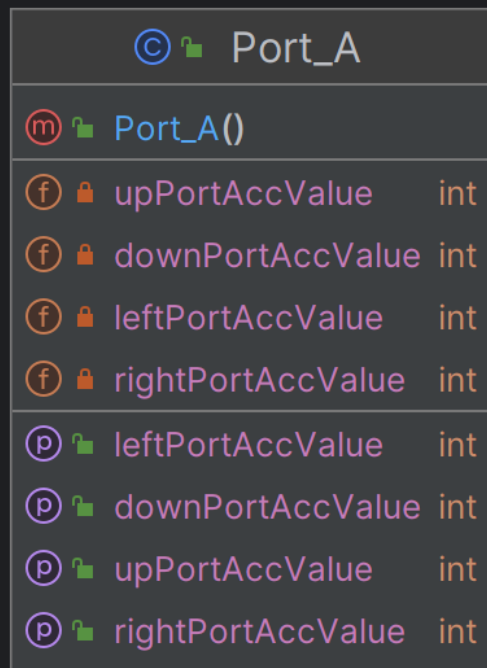 C Port_A
m Port_A()
f upPortAccValue int
f downPortAccValue int
f leftPortAccValue int
f rightPortAccValue int
p leftPortAccValue int
p downPortAccValue int
p upPortAccValue int
p rightPortAccValue int